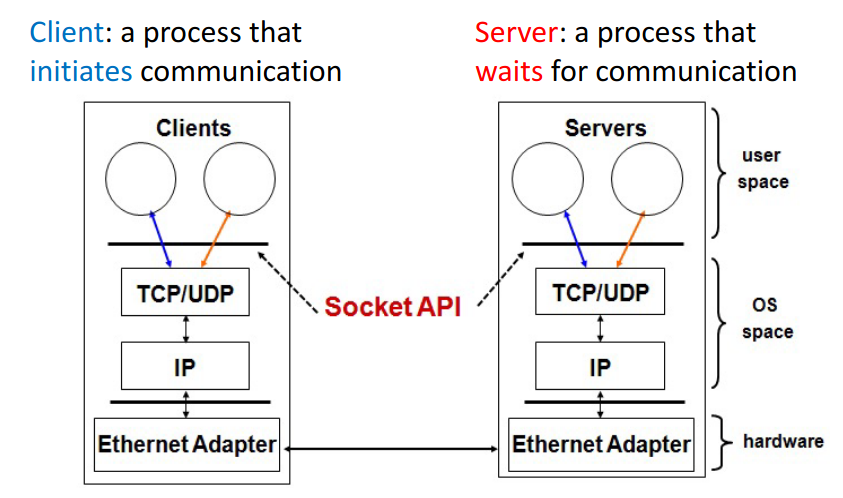 Client: a process that
initiates communication
Server: a process that
waits for communication
Clients
Servers
user
space
TCP/UDP
Socket API
TCP/UDP
OS
space
IP
IP
Ethernet Adapter
Ethernet Adapter
hardware